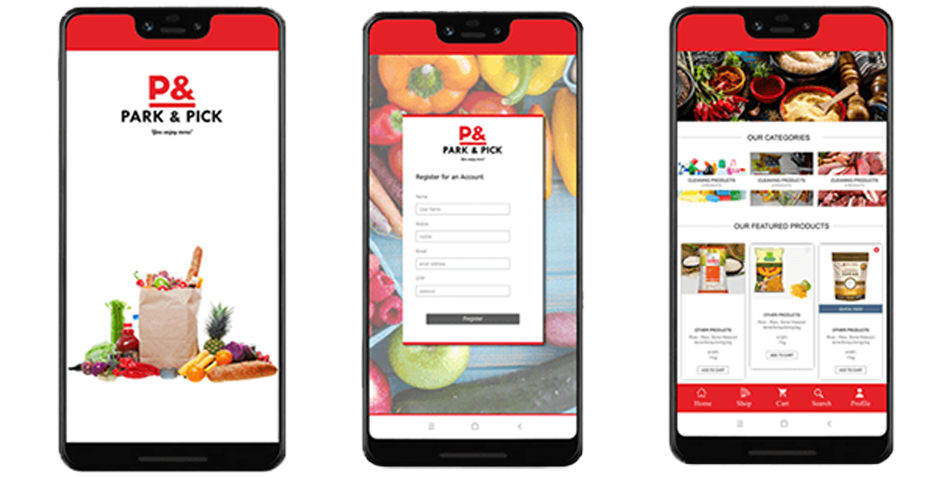 P&
PARK & PICK
You enjoy more!
P&
PARK & PICK
You enjoy more!
Register for an Account
Name
User Name
Mobile
mobile
Email
email address
password
Register
OUR CATEGORIES
CLEANING PRODUCTS
CLEANING PRODUCTS
CLEANING PRODUCTS
OUR FEATURED PRODUCTS
QUICK VIEW
OTHER PRODUCTS
OTHER PRODUCTS
OTHER PRODUCTS
ADD TO CART
ADD TO CART
ADD TO CART
Home
Shop
Cart
Search
Profile